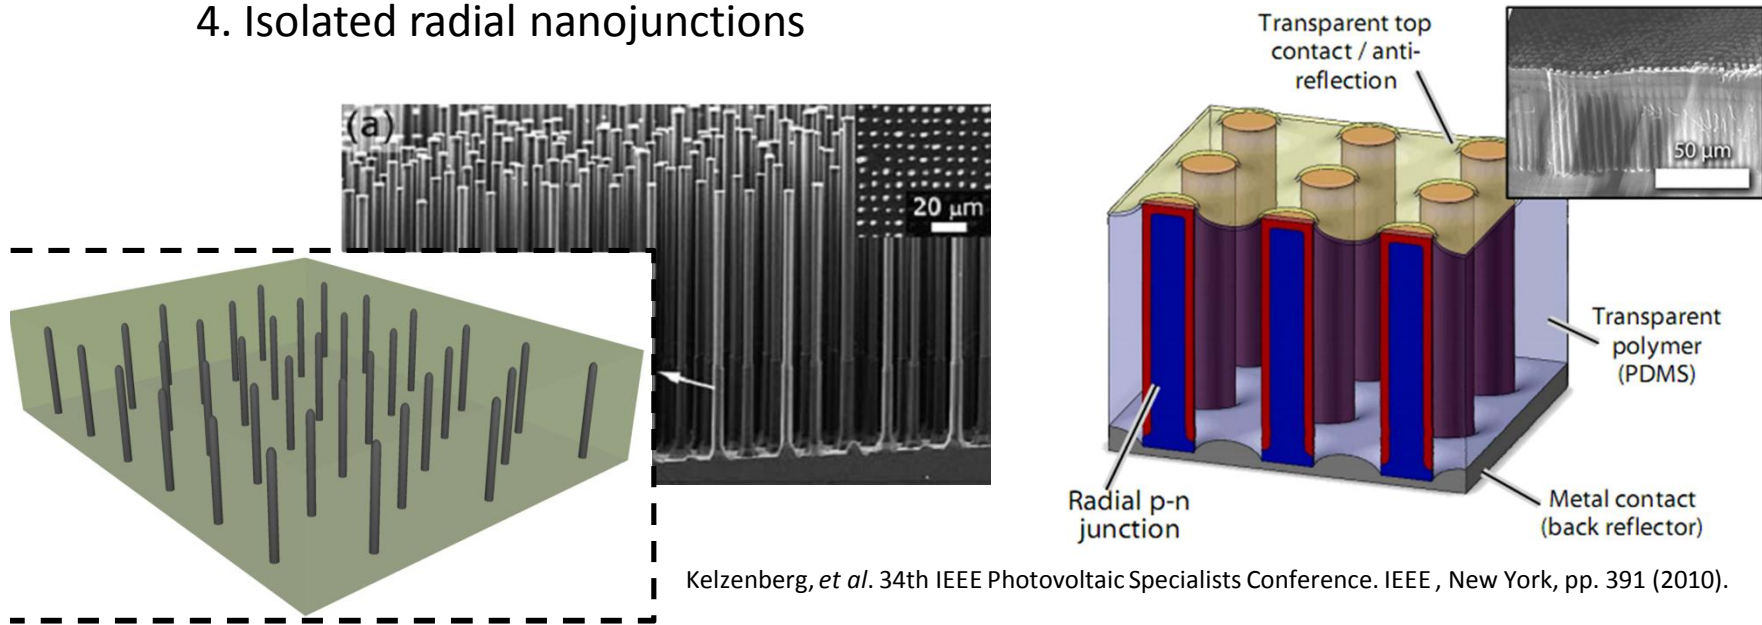 4. Isolated radial nanojunctions
(a)
20 μm
Transparent top
contact / anti-
reflection
50 μm
Transparent
polymer
(PDMS)
Radial p-n
junction
Metal contact
(back reflector)
Kelzenberg, et al. 34th IEEE Photovoltaic Specialists Conference. IEEE , New York, pp. 391 (2010).